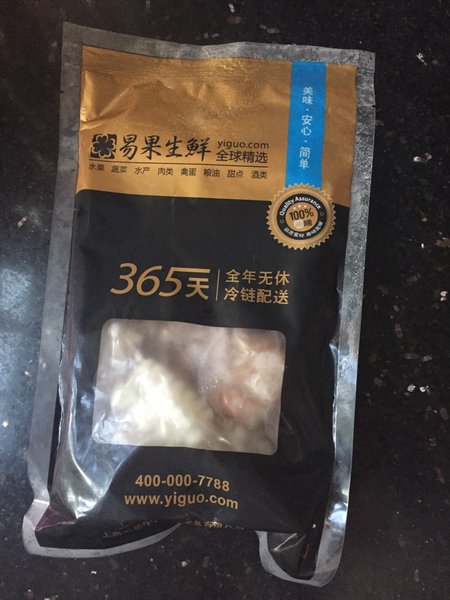 美味·安心·简单
易果生鲜
yiguo.com
全球精选
水果 蔬菜 水产 肉类 禽蛋 粮油 甜点 酒类
Quality Assurance
100%
365天
全年无休
冷链配送
400-000-7788
www.yiguo.com